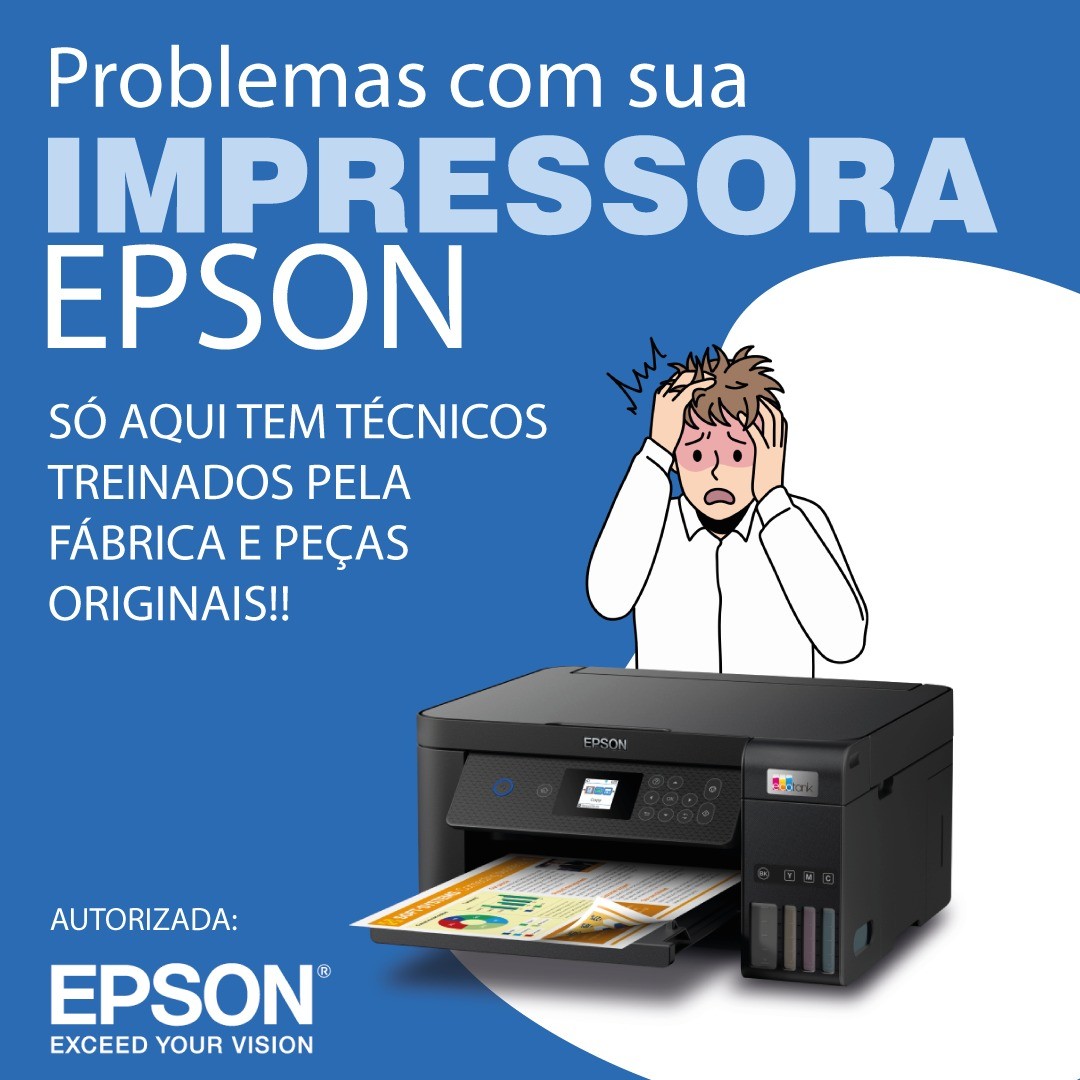 Problemas com sua
IMPRESSORA
EPSON
SÓ AQUI TEM TÉCNICOS
TREINADOS PELA
FÁBRICA E PEÇAS
ORIGINAIS!!
EPSON
ecotank
BK Y M C
AUTORIZADA:
EPSON®
EXCEED YOUR VISION